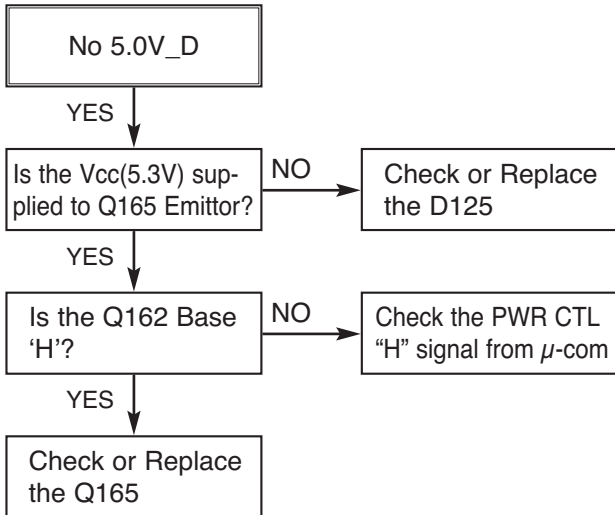 No 5.0V_D
YES
Is the Vcc(5.3V) sup-
plied to Q165 Emittor?
NO
Check or Replace
the D125
YES
Is the Q162 Base
‘H’?
NO
Check the PWR CTL
“H” signal from μ-com
YES
Check or Replace
the Q165